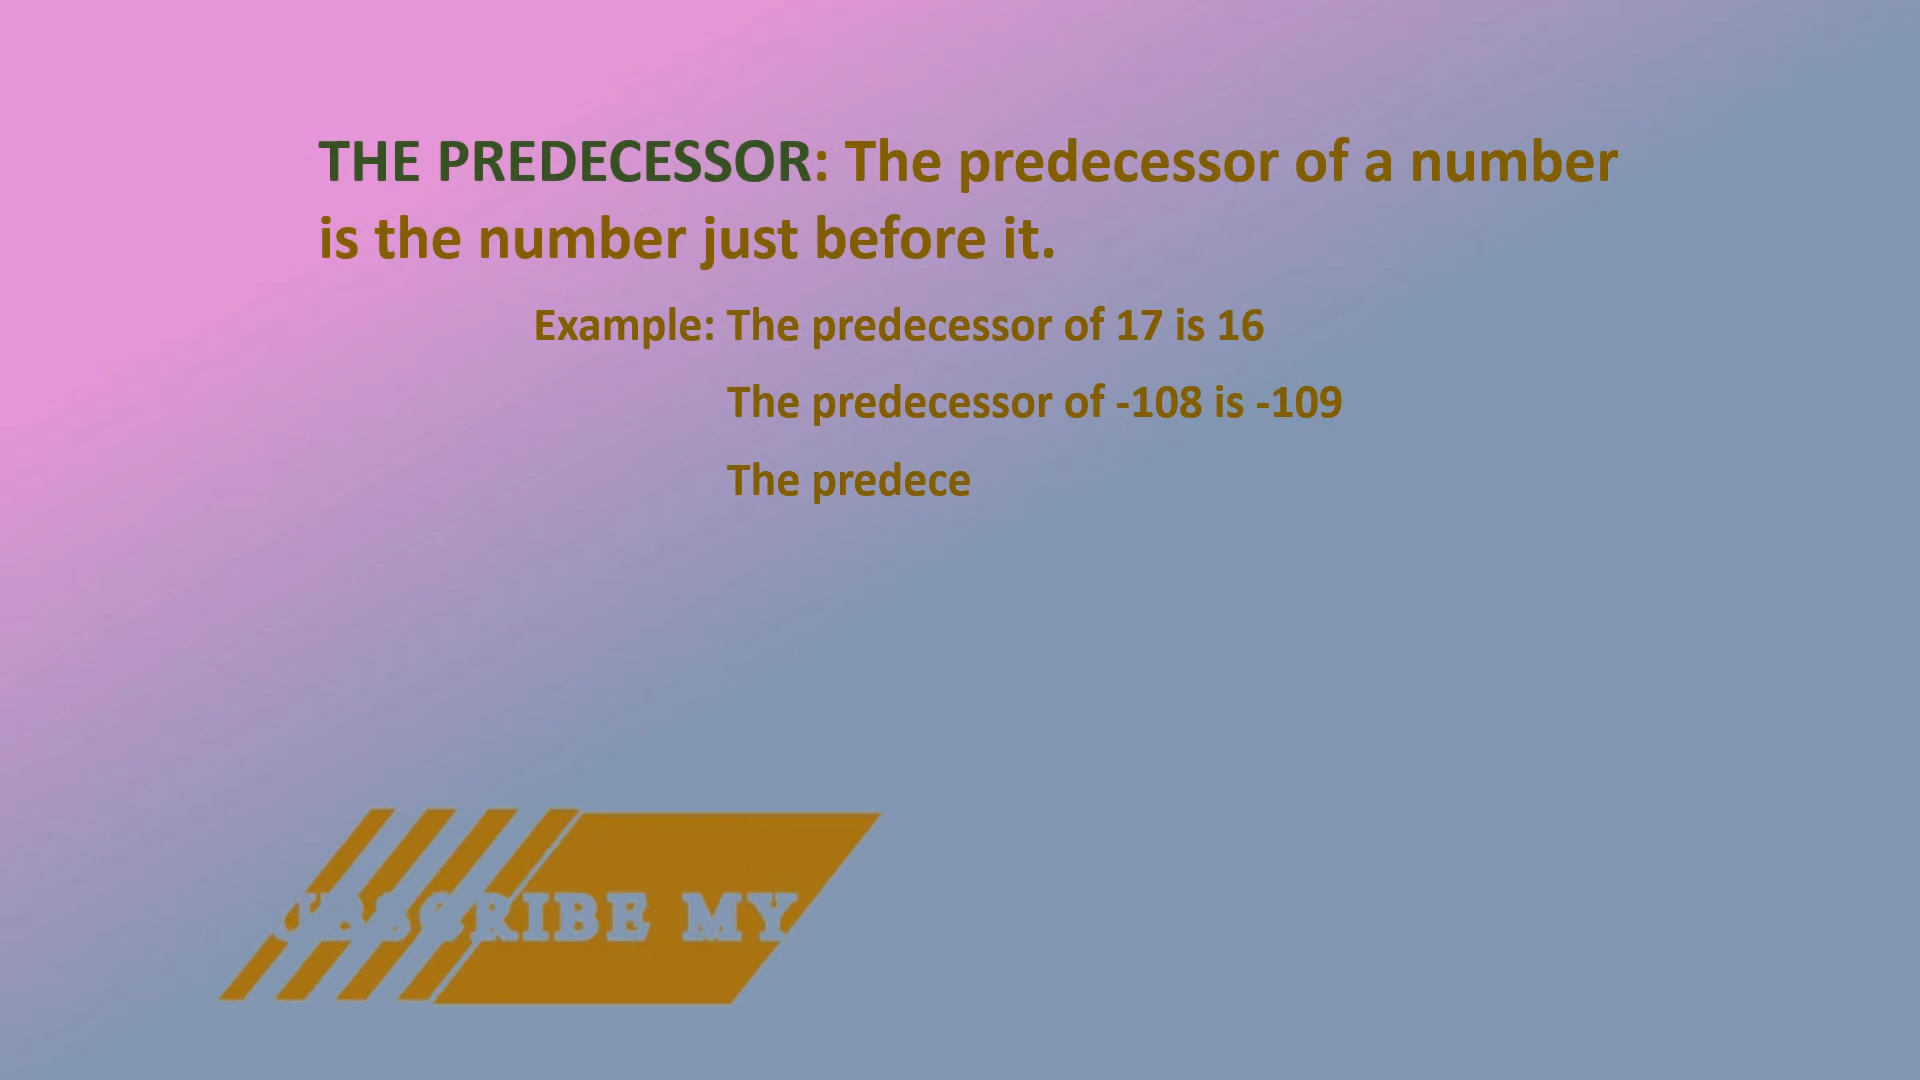 THE PREDECESSOR: The predecessor of a number
is the number just before it.
Example: The predecessor of 17 is 16
The predecessor of -108 is -109
The predece
UBSCRIBE MY